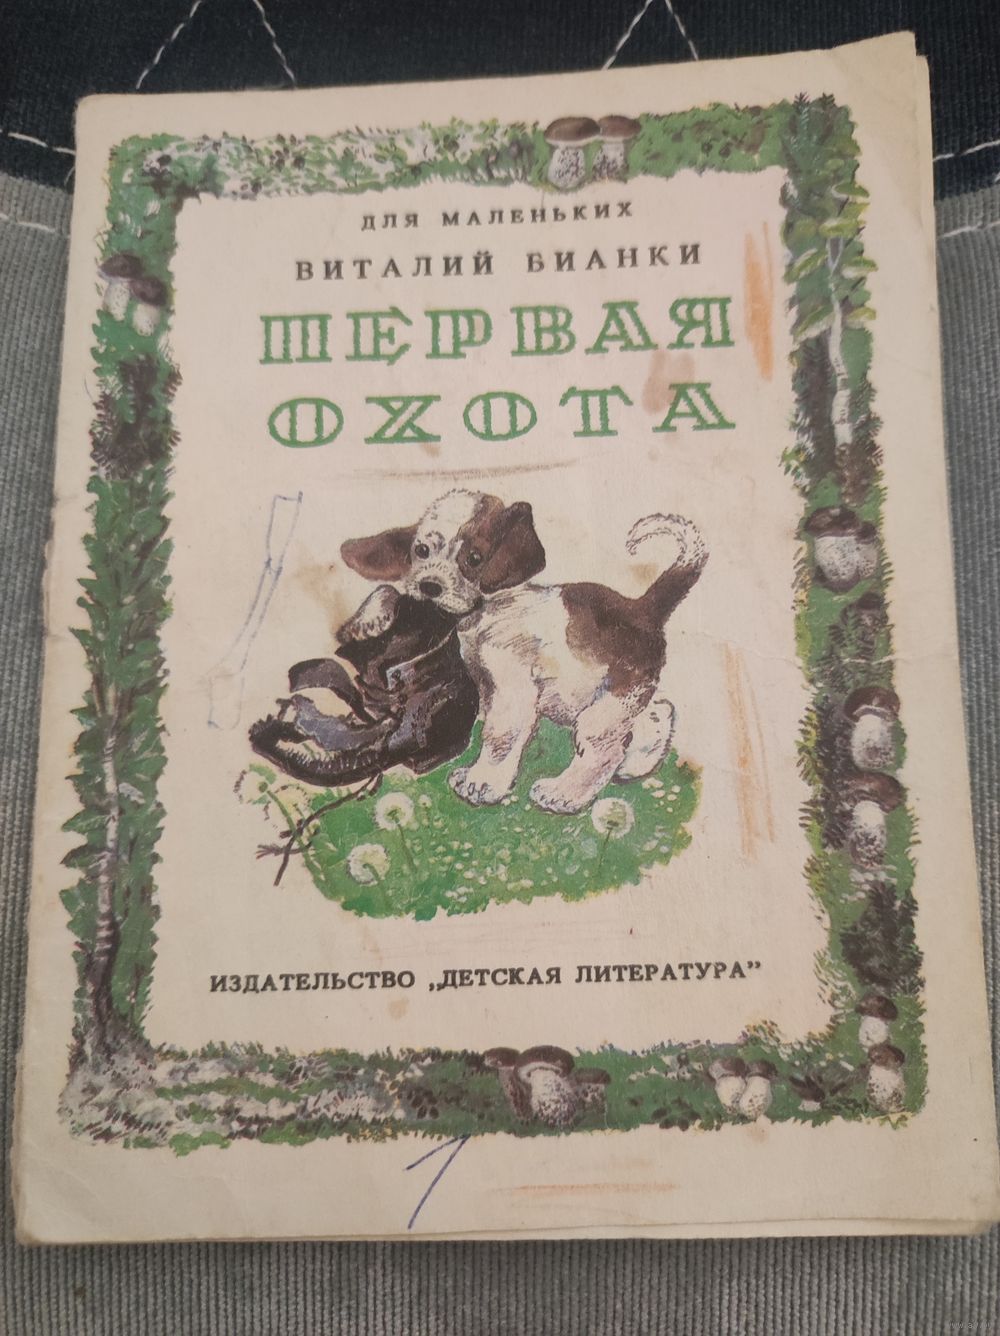 ДЛЯ МАЛЕНЬКИХ
ВИТАЛИЙ БИАНКИ
ПЕРВАЯ
ОХОТА
ИЗДАТЕЛЬСТВО „ДЕТСКАЯ ЛИТЕРАТУРА”